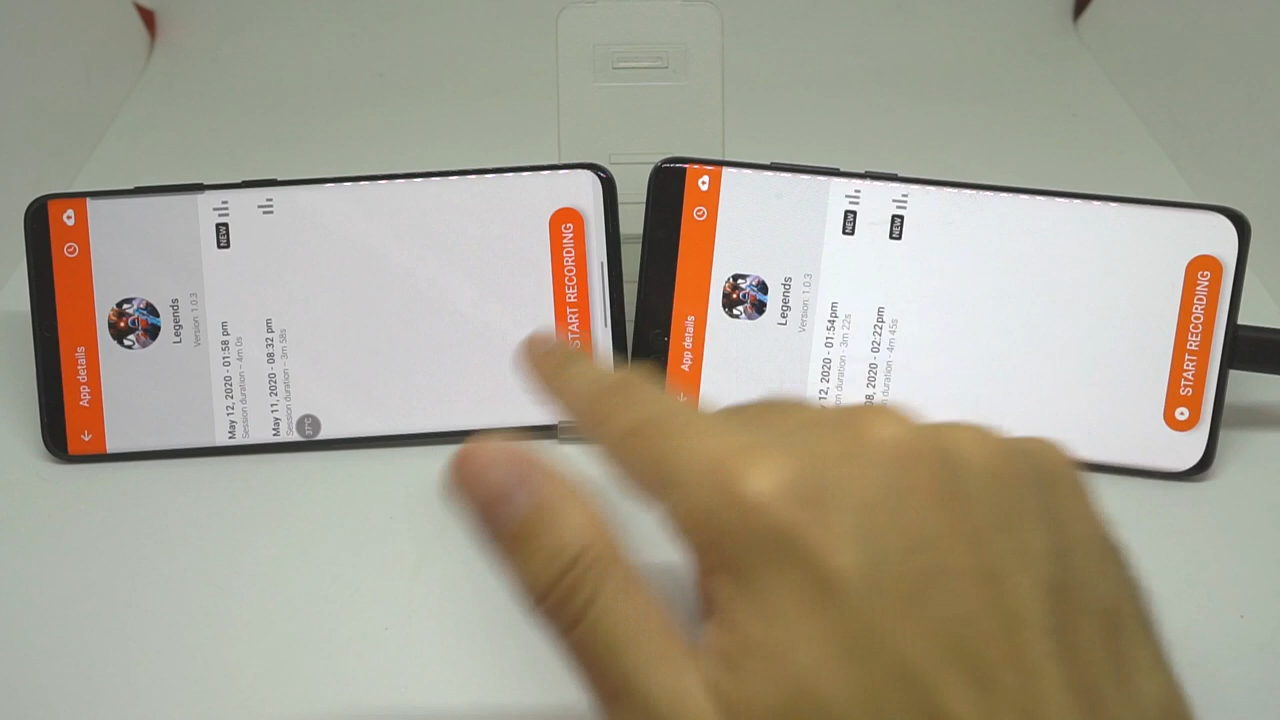 App details
Legends
Version: 1.0.3
May 12, 2020 - 01:58 pm
Session duration – 4m 0s
NEW
May 11, 2020 - 08:32 pm
Session duration – 3m 58s
37°C
START RECORDING
App details
Legends
Version: 1.0.3
12, 2020 - 01:54pm
duration - 3m 22s
NEW
08, 2020 - 02:22pm
duration - 4m 45s
NEW
START RECORDING